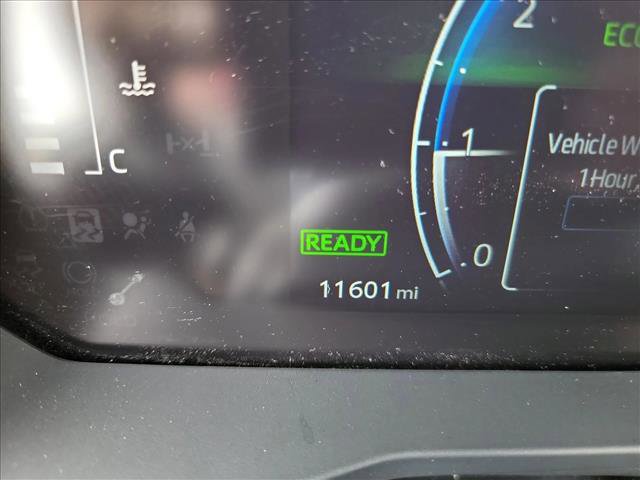 2
ECO
C
1
Vehicle W
1Hour
READY
0
11601 mi